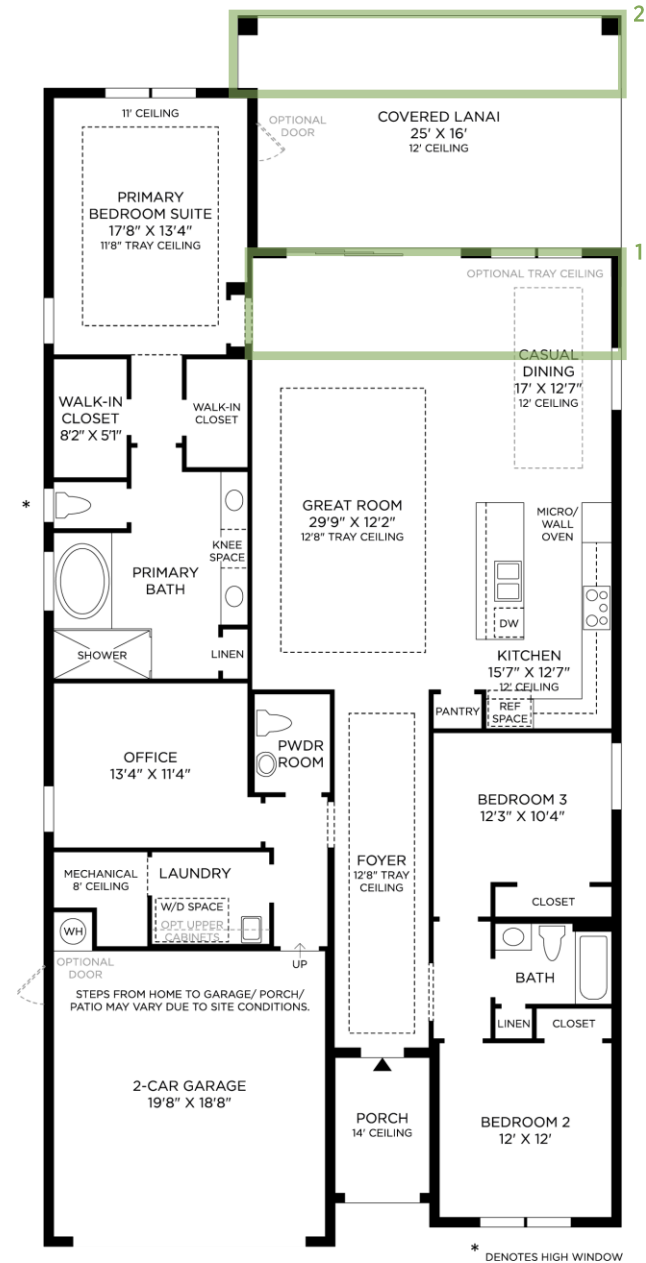 2
11' CEILING
OPTIONAL
DOOR
COVERED LANAI
25' X 16'
12' CEILING
PRIMARY
BEDROOM SUITE
17'8" X 13'4"
11'8" TRAY CEILING
1
OPTIONAL TRAY CEILING
CASUAL
DINING
17' X 12'7"
12' CEILING
WALK-IN
CLOSET
8'2" X 5'1"
WALK-IN
CLOSET
*
GREAT ROOM
29'9" X 12'2"
12'8" TRAY CEILING
MICRO/
WALL
OVEN
KNEE
SPACE
PRIMARY
BATH
DW
SHOWER
LINEN
KITCHEN
15'7" X 12'7"
12' CEILING
PANTRY
REF
SPACE
PWDR
ROOM
OFFICE
13'4" X 11'4"
BEDROOM 3
12'3" X 10'4"
FOYER
12'8" TRAY
CEILING
MECHANICAL
8' CEILING
LAUNDRY
W/D SPACE
OPT UPPER
CABINETS
CLOSET
WH
UP
BATH
OPTIONAL
DOOR
STEPS FROM HOME TO GARAGE/ PORCH/
PATIO MAY VARY DUE TO SITE CONDITIONS.
LINEN
CLOSET
2-CAR GARAGE
19'8" X 18'8"
PORCH
14' CEILING
BEDROOM 2
12' X 12'
* DENOTES HIGH WINDOW